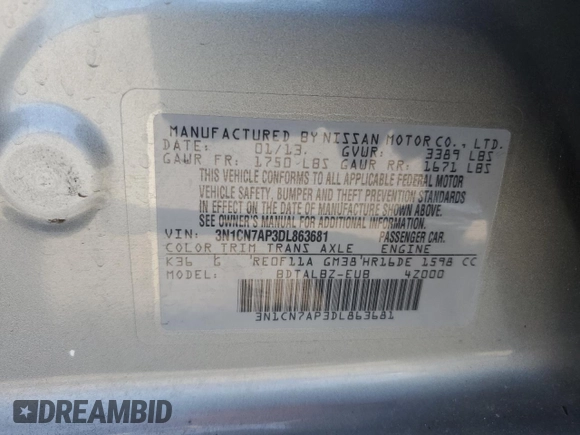 MANUFACTURED BY NISSAN MOTOR CO., LTD.
DATE: 01/13. GVUR: 3389 LBS
GAWR FR: 1750-LBS GAUR RR: 1671 LBS
THIS VEHICLE CONFORMS TO ALL APPLICABLE FEDERAL MOTOR
VEHICLE SAFETY, BUMPER AND THEFT PREVENTION STANDARDS
IN EFFECT ON THE DATE OF MANUFACTURE SHOWN ABOVE.
SEE OWNER'S MANUAL FOR ADDITIONAL INFORMATION
VIN: 3N1CN7AP3DL863681 PASSENGER CAR.
COLOR TRIM TRANS AXLE ENGINE
K36 G RE0F11A GM38 HR16DE 1598 CC
BDTALBZ-EUB 4Z000
3N1CN7AP3DL863681
DREAMBID